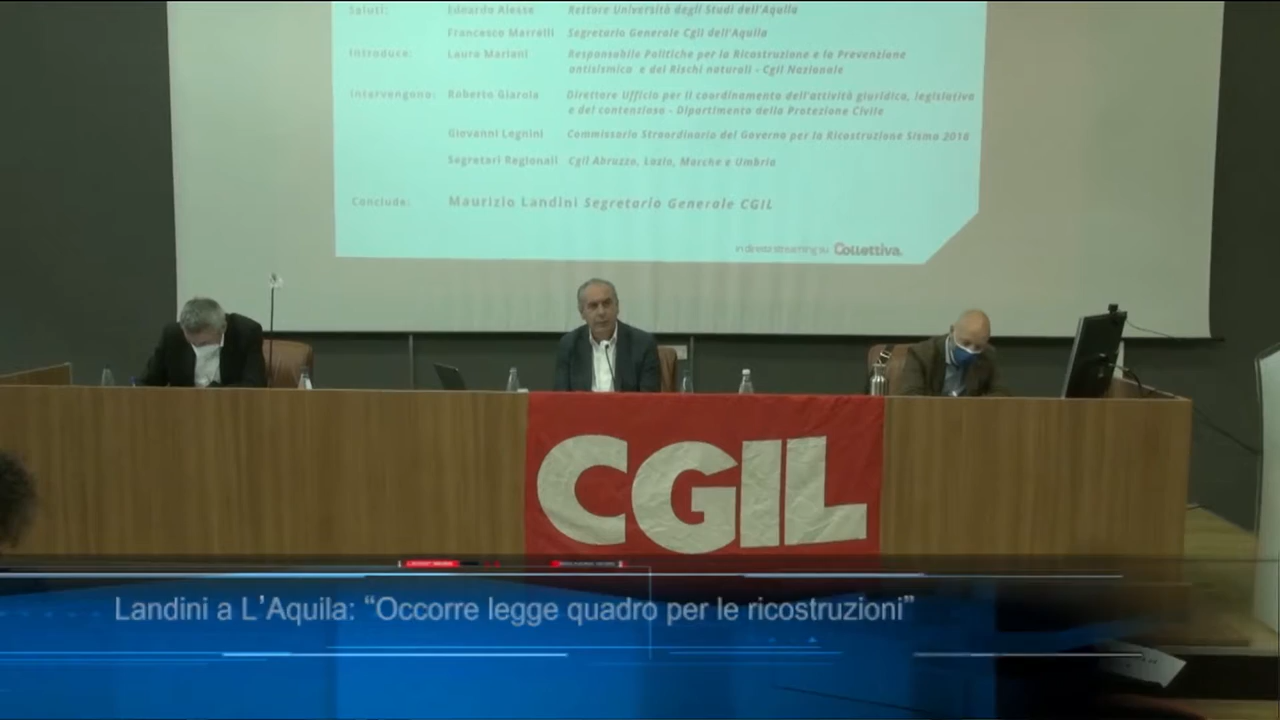 Saluti: Edoardo Alesse Rettore Università degli Studi dell'Aquila
Francesco Marrelli Segretario Generale Cgil dell'Aquila
Introduce: Laura Mariani Responsabile Politiche per la Ricostruzione e la Prevenzione
antisismica e dai Rischi naturali - Cgil Nazionale
Intervengono: Roberto Giarola Direttore Ufficio per il coordinamento dell'attività giuridica, legislativa
e del contenzioso - Dipartimento della Protezione Civile
Giovanni Legnini Commissario Straordinario del Governo per la Ricostruzione Sisma 2016
Segretari Regionali Cgil Abruzzo, Lazio, Marche e Umbria
Conclude: Maurizio Landini Segretario Generale CGIL
in diretta streaming su Collettiva.
CGIL
Landini a L'Aquila: “Occorre legge quadro per le ricostruzioni”